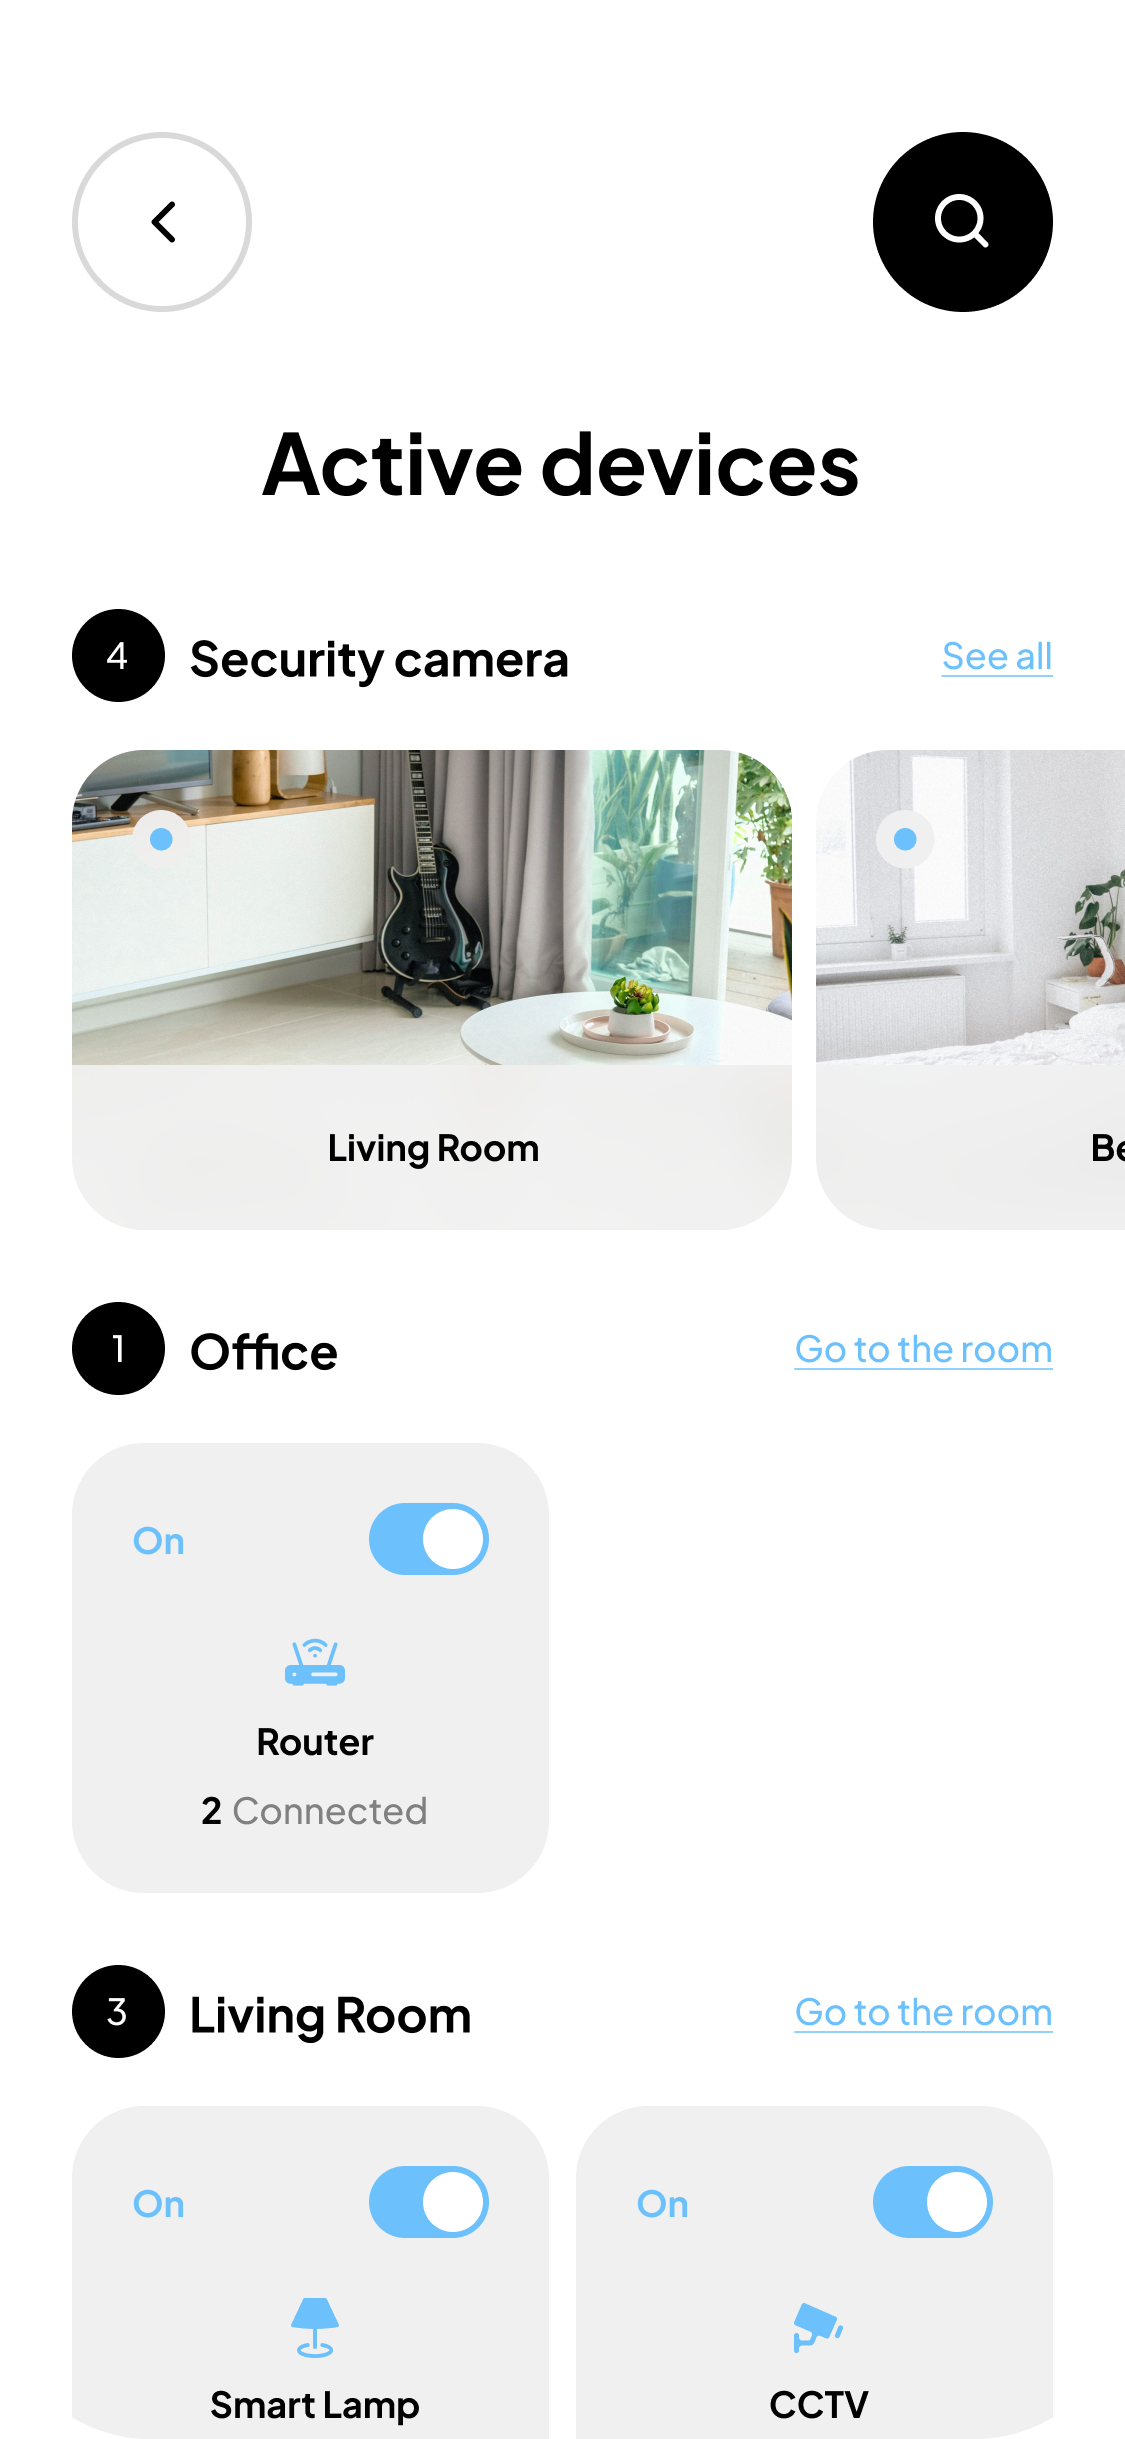 Active devices
4 Security camera See all
Living Room
1 Office Go to the room
On
Router
2 Connected
3 Living Room Go to the room
On On
Smart Lamp CCTV